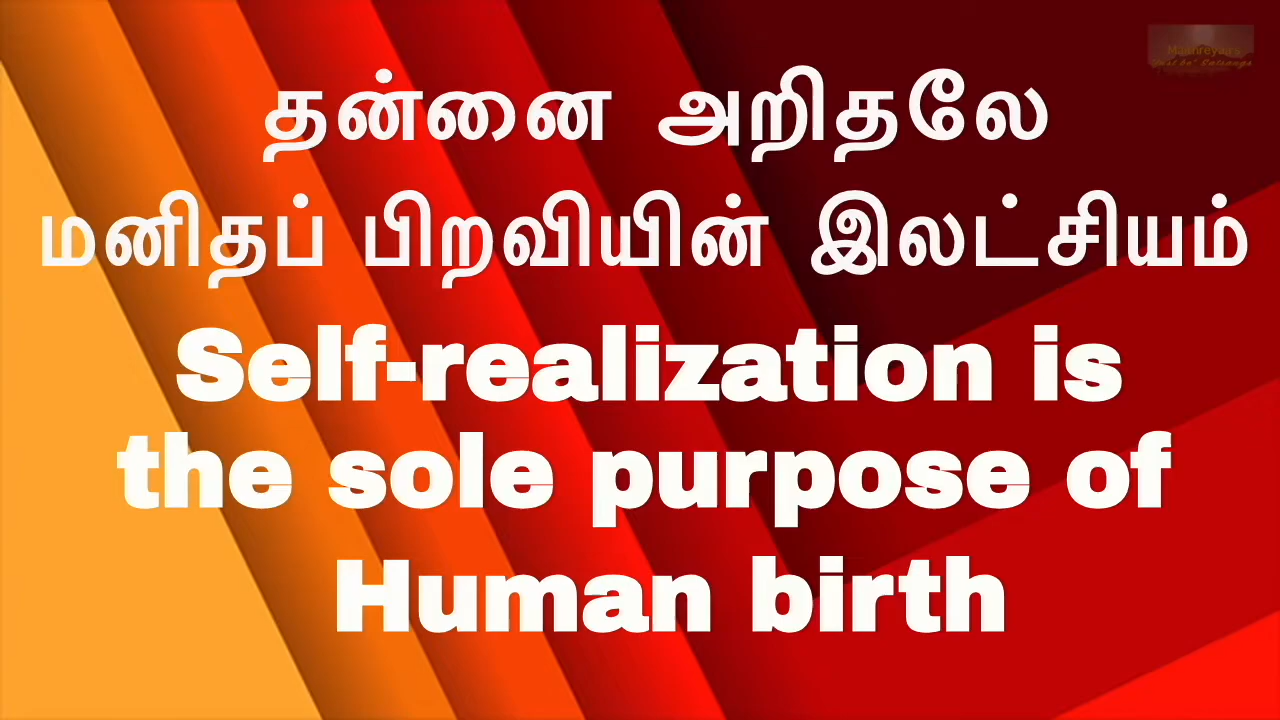 தன்னை அறிதலே
மனிதப் பிறவியின் இலட்சியம்
Self-realization is
the sole purpose of
Human birth